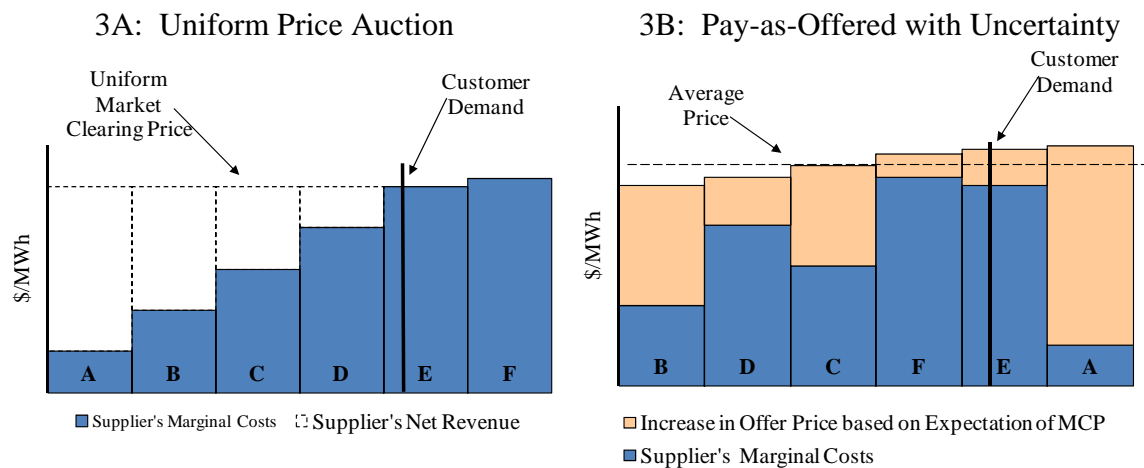 3A: Uniform Price Auction
Uniform
Market
Clearing Price
Customer
Demand
$/MWh
A
B
C
D
E
F
Supplier's Marginal Costs
Supplier's Net Revenue
3B: Pay-as-Offered with Uncertainty
Average
Price
Customer
Demand
$/MWh
B
D
C
F
E
A
Increase in Offer Price based on Expectation of MCP
Supplier's Marginal Costs